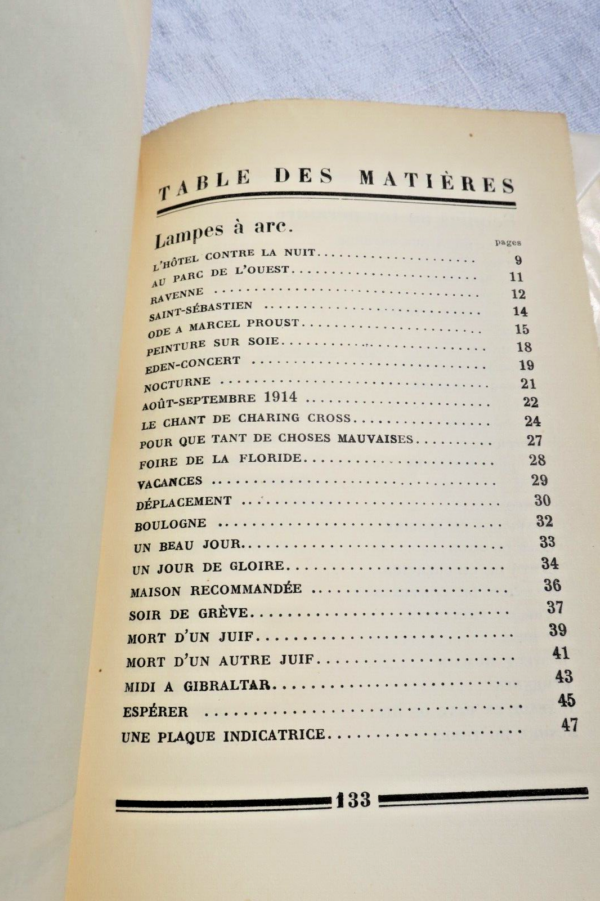 TABLE DES MATIÈRES
Lampes à arc.
pages
L'HÔTEL CONTRE LA NUIT.................... 9
AU PARC DE L'OUEST....................... 11
RAVENNE ................................. 12
SAINT-SÉBASTIEN ......................... 14
ODE A MARCEL PROUST...................... 15
PEINTURE SUR SOIE........................ 18
EDEN-CONCERT ............................ 19
NOCTURNE ................................ 21
AOÛT-SEPTEMBRE 1914 ..................... 22
LE CHANT DE CHARING CROSS................ 24
POUR QUE TANT DE CHOSES MAUVAISES.......... 27
FOIRE DE LA FLORIDE...................... 28
VACANCES ................................ 29
DÉPLACEMENT ............................. 30
BOULOGNE ................................ 32
UN BEAU JOUR............................. 33
UN JOUR DE GLOIRE........................ 34
MAISON RECOMMANDÉE ...................... 36
SOIR DE GRÈVE............................ 37
MORT D'UN JUIF........................... 39
MORT D'UN AUTRE JUIF..................... 41
MIDI A GIBRALTAR......................... 43
ESPÉRER ................................. 45
UNE PLAQUE INDICATRICE................... 47
133